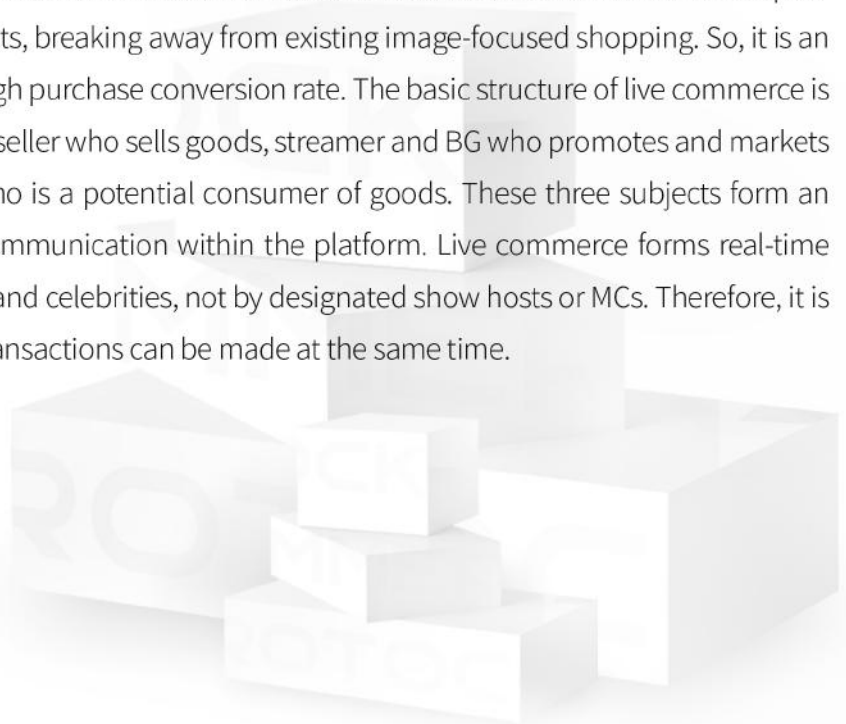 ts, breaking away from existing image-focused shopping. So, it is an
gh purchase conversion rate. The basic structure of live commerce is
seller who sells goods, streamer and BG who promotes and markets
no is a potential consumer of goods. These three subjects form an
mmunication within the platform. Live commerce forms real-time
and celebrities, not by designated show hosts or MCs. Therefore, it is
ansactions can be made at the same time.
CK
ROTOC